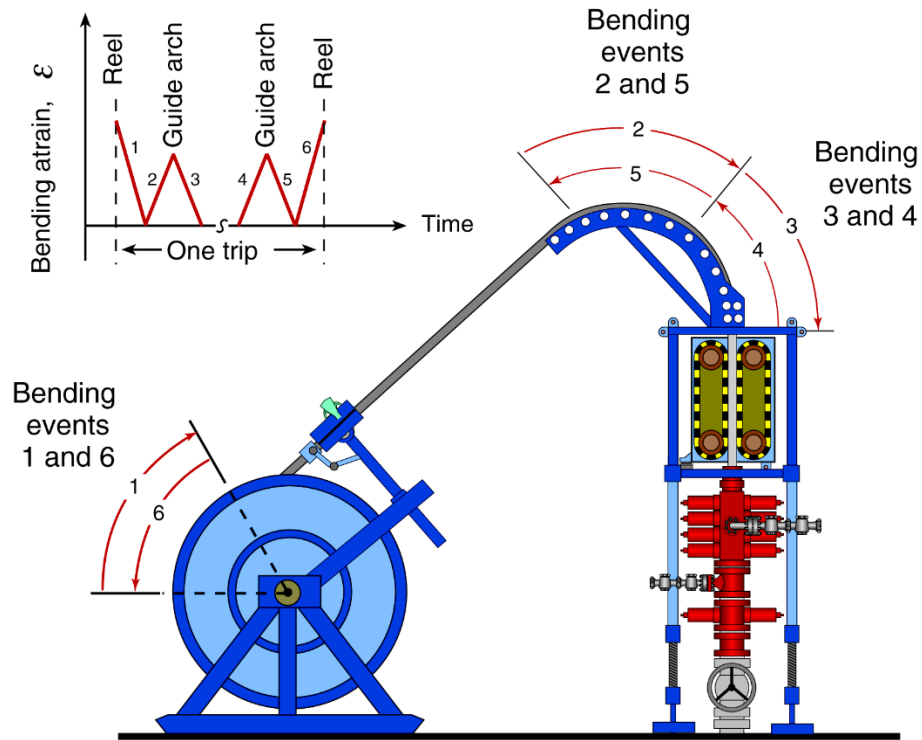 Bending atrain, ε
Reel
Guide arch
Guide arch
Reel
1
2
3
4
5
6
s
Time
One trip
Bending
events
2 and 5
2
5
Bending
events
3 and 4
3
4
Bending
events
1 and 6
1
6